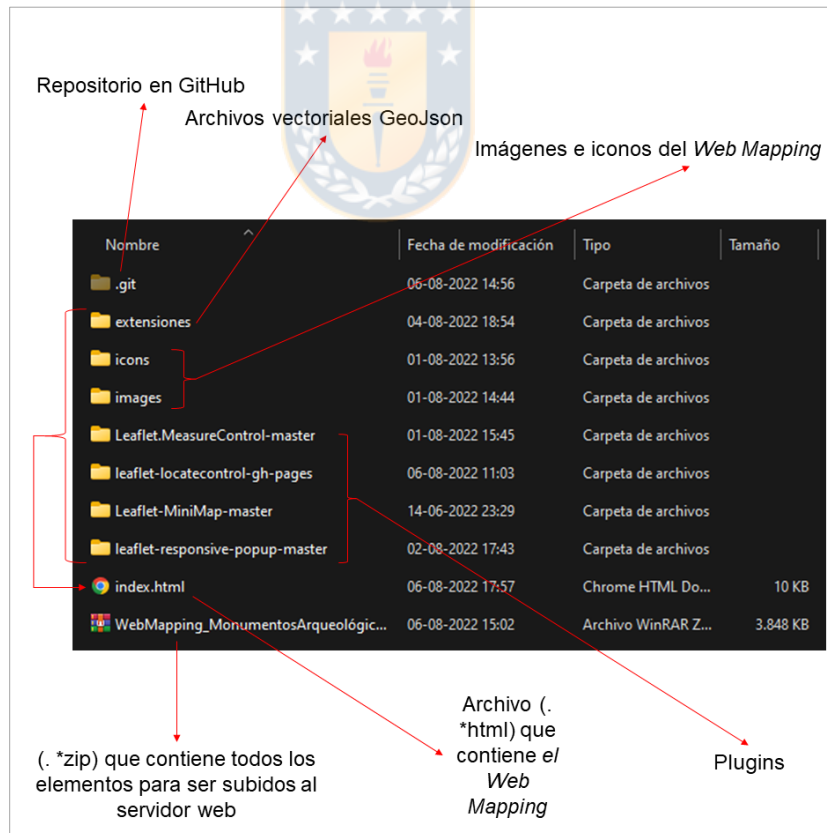 Repositorio en GitHub
Archivos vectoriales GeoJson
Imágenes e iconos del Web Mapping
Nombre Fecha de modificación Tipo Tamaño
.git 06-08-2022 14:56 Carpeta de archivos
extensiones 04-08-2022 18:54 Carpeta de archivos
icons 01-08-2022 13:56 Carpeta de archivos
images 01-08-2022 14:44 Carpeta de archivos
Leaflet.MeasureControl-master 01-08-2022 15:45 Carpeta de archivos
leaflet-locatecontrol-gh-pages 06-08-2022 11:03 Carpeta de archivos
Leaflet-MiniMap-master 14-06-2022 23:29 Carpeta de archivos
leaflet-responsive-popup-master 02-08-2022 17:43 Carpeta de archivos
index.html 06-08-2022 17:57 Chrome HTML Do... 10 KB
WebMapping_MonumentosArqueológic... 06-08-2022 15:02 Archivo WinRAR Z... 3.848 KB
(. *zip) que contiene todos los
elementos para ser subidos al
servidor web
Archivo (.
*html) que
contiene el
Web
Mapping
Plugins